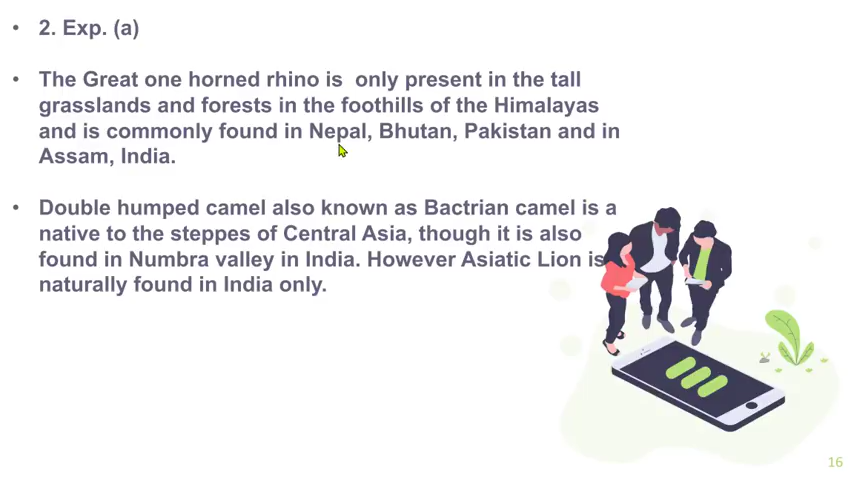 • 2. Exp. (a)
• The Great one horned rhino is  only present in the tall
grasslands and forests in the foothills of the Himalayas
and is commonly found in Nepal, Bhutan, Pakistan and in
Assam, India.
• Double humped camel also known as Bactrian camel is a
native to the steppes of Central Asia, though it is also
found in Numbra valley in India. However Asiatic Lion is
naturally found in India only.
16